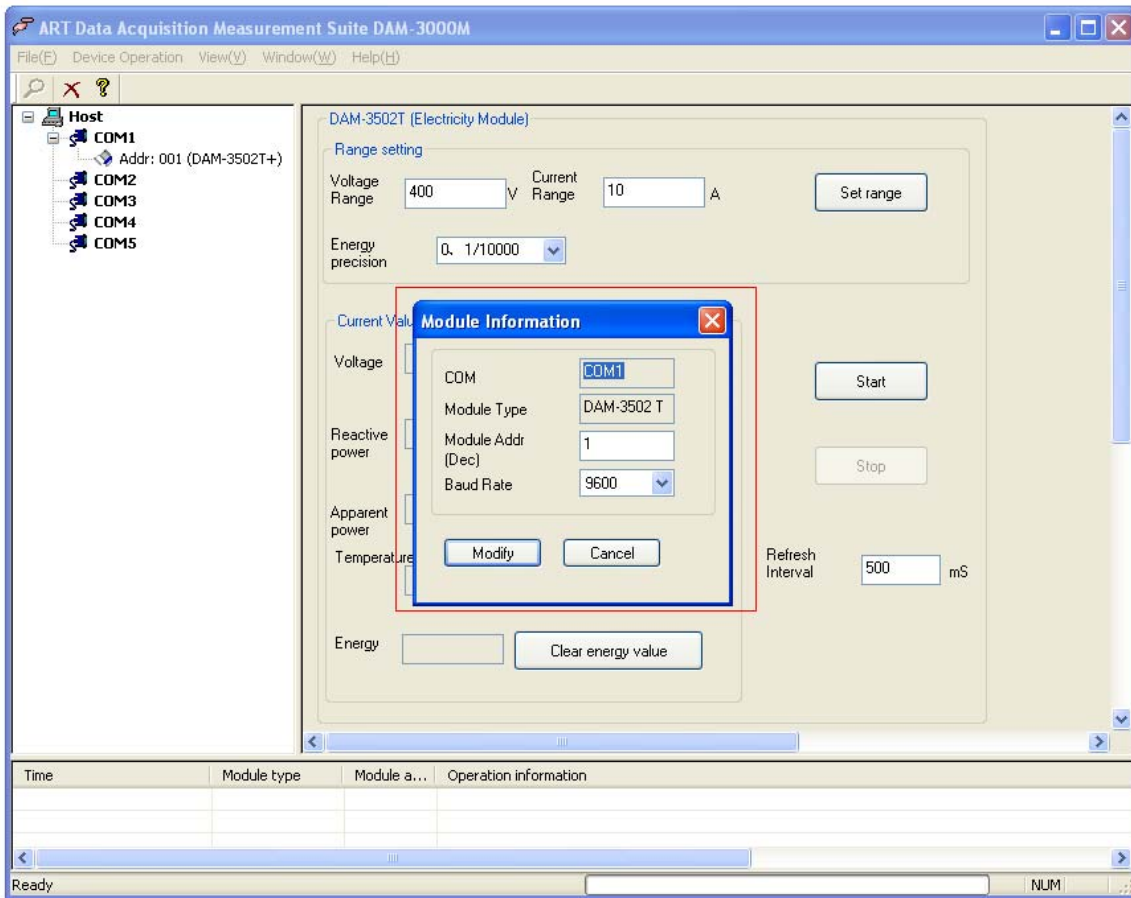 ART Data Acquisition Measurement Suite DAM-3000M
File(F) Device Operation View(V) Window(W) Help(H)
Host
COM1
Addr: 001 (DAM-3502T+)
COM2
COM3
COM4
COM5
DAM-3502T (Electricity Module)
Range setting
Voltage Range 400 V Current Range 10 A Set range
Energy precision 0、1/10000
Current Valu
Voltage
Reactive power
Apparent power
Temperature
Energy Clear energy value
Module Information
COM COM1
Module Type DAM-3502 T
Module Addr (Dec) 1
Baud Rate 9600
Modify Cancel
Start
Stop
Refresh Interval 500 mS
Time Module type Module a... Operation information
Ready NUM